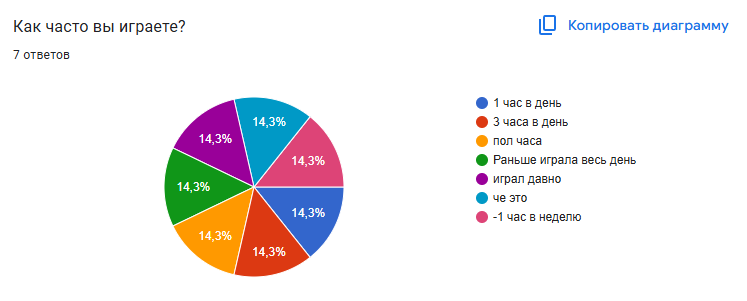 Как часто вы играете?
Копировать диаграмму
7 ответов
14,3%
14,3%
14,3%
14,3%
14,3%
14,3%
14,3%
1 час в день
3 часа в день
пол часа
Раньше играла весь день
играл давно
че это
-1 час в неделю